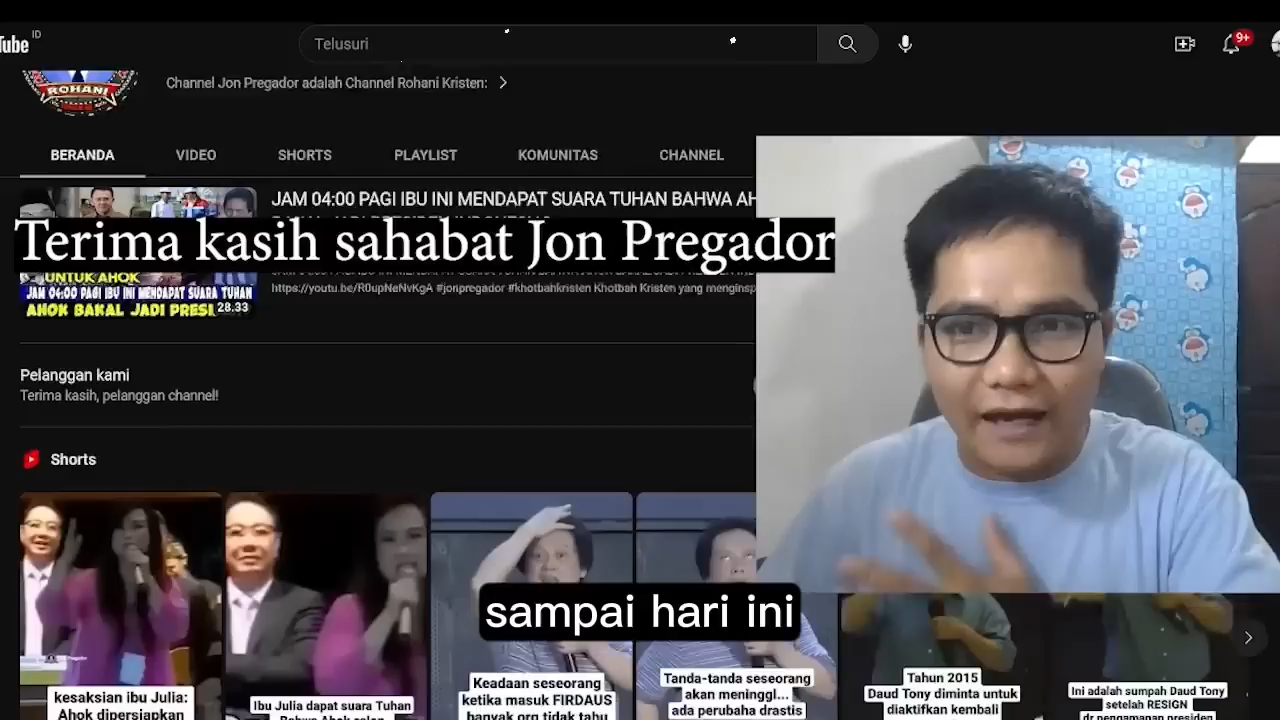 Tube ID
Telusuri
9+
ROHANI
Channel Jon Pregador adalah Channel Rohani Kristen:
BERANDA VIDEO SHORTS PLAYLIST KOMUNITAS CHANNEL
JAM 04:00 PAGI IBU INI MENDAPAT SUARA TUHAN BAHWA AH
Terima kasih sahabat Jon Pregador
UNTUK AHOK
https://youtu.be/R0upNeNvKgA #jonpregador #khotbahkristen Khotbah Kristen yang menginsp
JAM 04:00 PAGI IBU INI MENDAPAT SUARA TUHAN
AHOK BAKAL JADI PRESI
28.33
Pelanggan kami
Terima kasih, pelanggan channel!
Shorts
sampai hari ini
kesaksian ibu Julia:
Ahok dipersiapkan
Ibu Julia dapat suara Tuhan
Keadaan seseorang
ketika masuk FIRDAUS
banyak org tidak tahu
Tanda-tanda seseorang
akan meninggl...
ada perubaha drastis
Tahun 2015
Daud Tony diminta untuk
diaktifkan kembali
Ini adalah sumpah Daud Tony
setelah RESIGN
dr pengamanan presiden